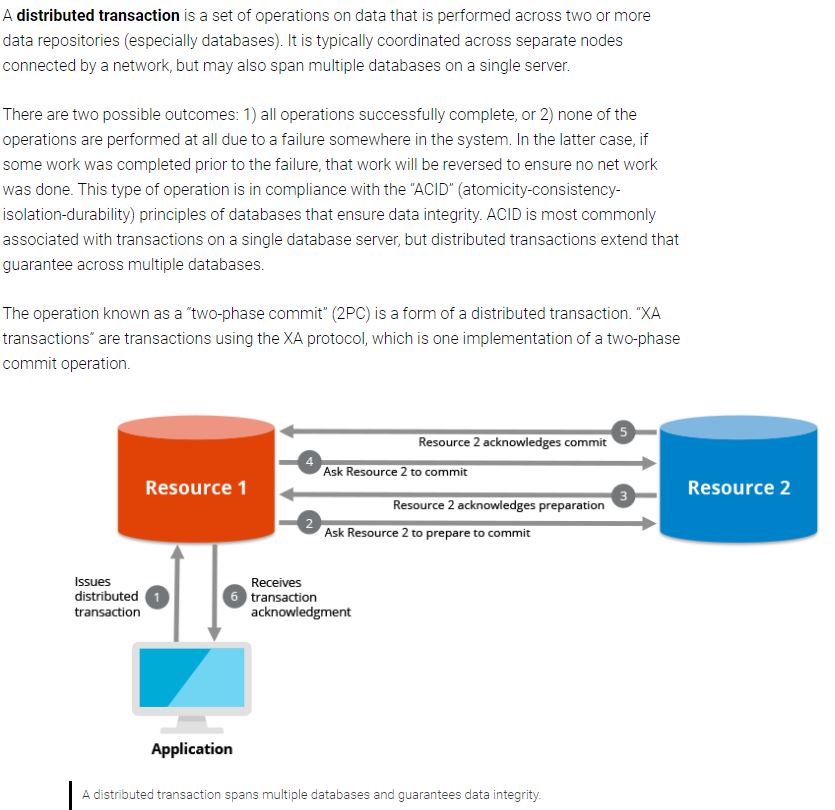 A distributed transaction is a set of operations on data that is performed across two or more
data repositories (especially databases). It is typically coordinated across separate nodes
connected by a network, but may also span multiple databases on a single server.
There are two possible outcomes: 1) all operations successfully complete, or 2) none of the
operations are performed at all due to a failure somewhere in the system. In the latter case, if
some work was completed prior to the failure, that work will be reversed to ensure no net work
was done. This type of operation is in compliance with the “ACID” (atomicity-consistency-
isolation-durability) principles of databases that ensure data integrity. ACID is most commonly
associated with transactions on a single database server, but distributed transactions extend that
guarantee across multiple databases.
The operation known as a “two-phase commit” (2PC) is a form of a distributed transaction. “XA
transactions” are transactions using the XA protocol, which is one implementation of a two-phase
commit operation.
5
Resource 2 acknowledges commit
4
Ask Resource 2 to commit
Resource 1
Resource 2
3
Resource 2 acknowledges preparation
2
Ask Resource 2 to prepare to commit
Issues
distributed
transaction
1
6
Receives
transaction
acknowledgment
Application
A distributed transaction spans multiple databases and guarantees data integrity.